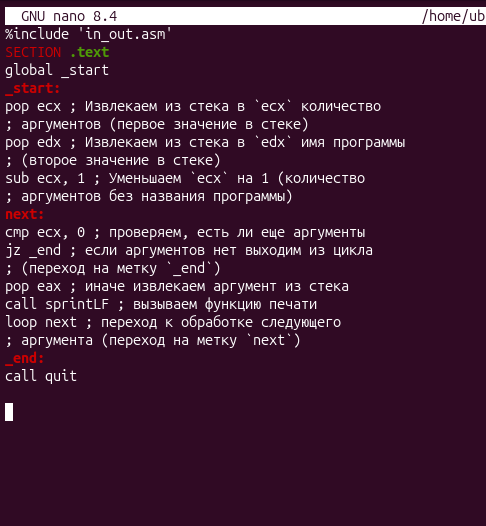 GNU nano 8.4 /home/ub
%include 'in_out.asm'
SECTION .text
global _start
_start:
pop ecx ; Извлекаем из стека в `ecx` количество
; аргументов (первое значение в стеке)
pop edx ; Извлекаем из стека в `edx` имя программы
; (второе значение в стеке)
sub ecx, 1 ; Уменьшаем `ecx` на 1 (количество
; аргументов без названия программы)
next:
cmp ecx, 0 ; проверяем, есть ли еще аргументы
jz _end ; если аргументов нет выходим из цикла
; (переход на метку `_end`)
pop eax ; иначе извлекаем аргумент из стека
call sprintLF ; вызываем функцию печати
loop next ; переход к обработке следующего
; аргумента (переход на метку `next`)
_end:
call quit